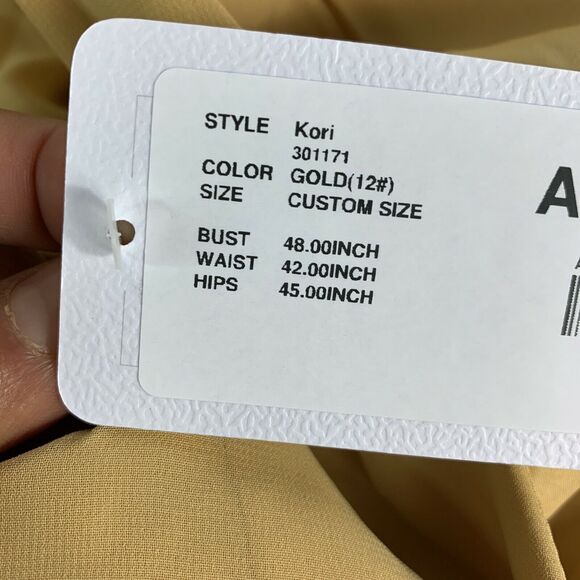 STYLE Kori
301171
COLOR GOLD(12#)
SIZE CUSTOM SIZE
BUST 48.00INCH
WAIST 42.00INCH
HIPS 45.00INCH
A